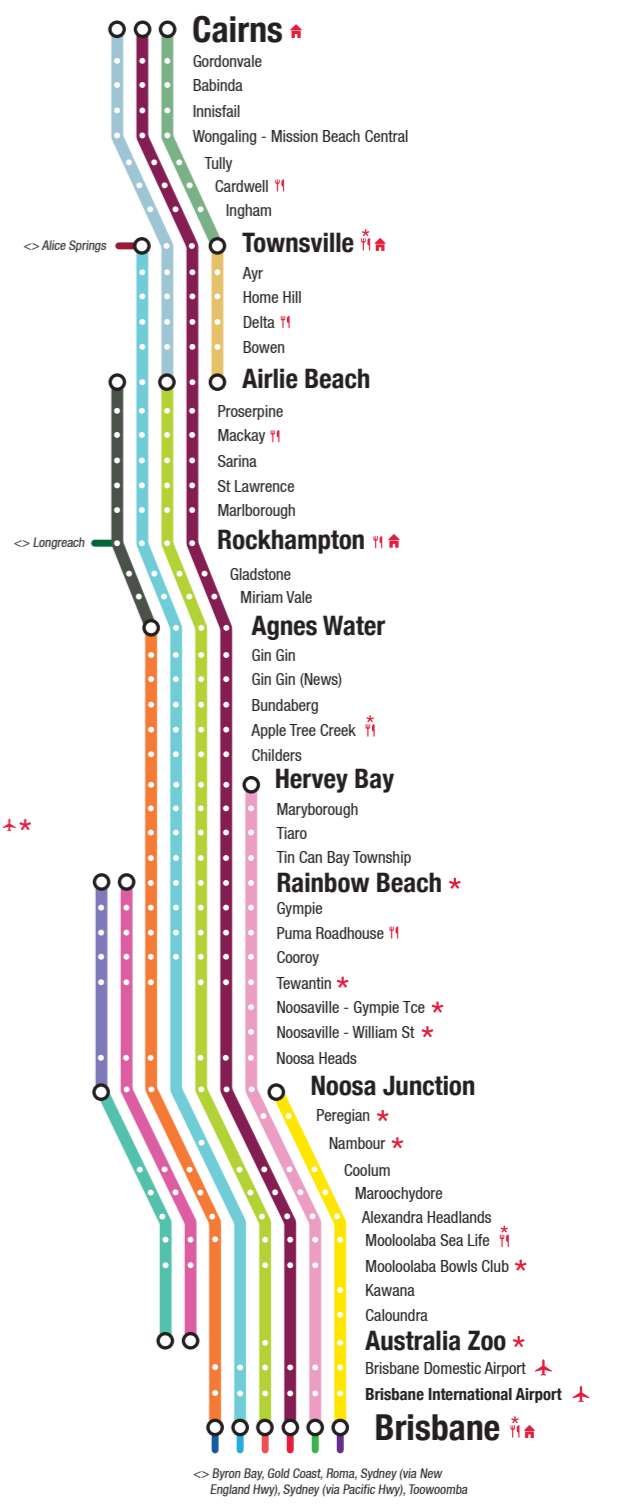 Cairns
Gordonvale
Babinda
Innisfail
Wongaling - Mission Beach Central
Tully
Cardwell
Ingham
<> Alice Springs
Townsville *
Ayr
Home Hill
Delta
Bowen
Airlie Beach
Proserpine
Mackay
Sarina
St Lawrence
Marlborough
<> Longreach
Rockhampton
Gladstone
Miriam Vale
Agnes Water
Gin Gin
Gin Gin (News)
Bundaberg
Apple Tree Creek *
Childers
Hervey Bay
Maryborough
*
Tiaro
Tin Can Bay Township
Rainbow Beach *
Gympie
Puma Roadhouse
Cooroy
Tewantin *
Noosaville - Gympie Tce *
Noosaville - William St *
Noosa Heads
Noosa Junction
Peregian *
Nambour *
Coolum
Maroochydore
Alexandra Headlands
Mooloolaba Sea Life *
Mooloolaba Bowls Club *
Kawana
Caloundra
Australia Zoo *
Brisbane Domestic Airport
Brisbane International Airport
Brisbane *
<> Byron Bay, Gold Coast, Roma, Sydney (via New
England Hwy), Sydney (via Pacific Hwy), Toowoomba